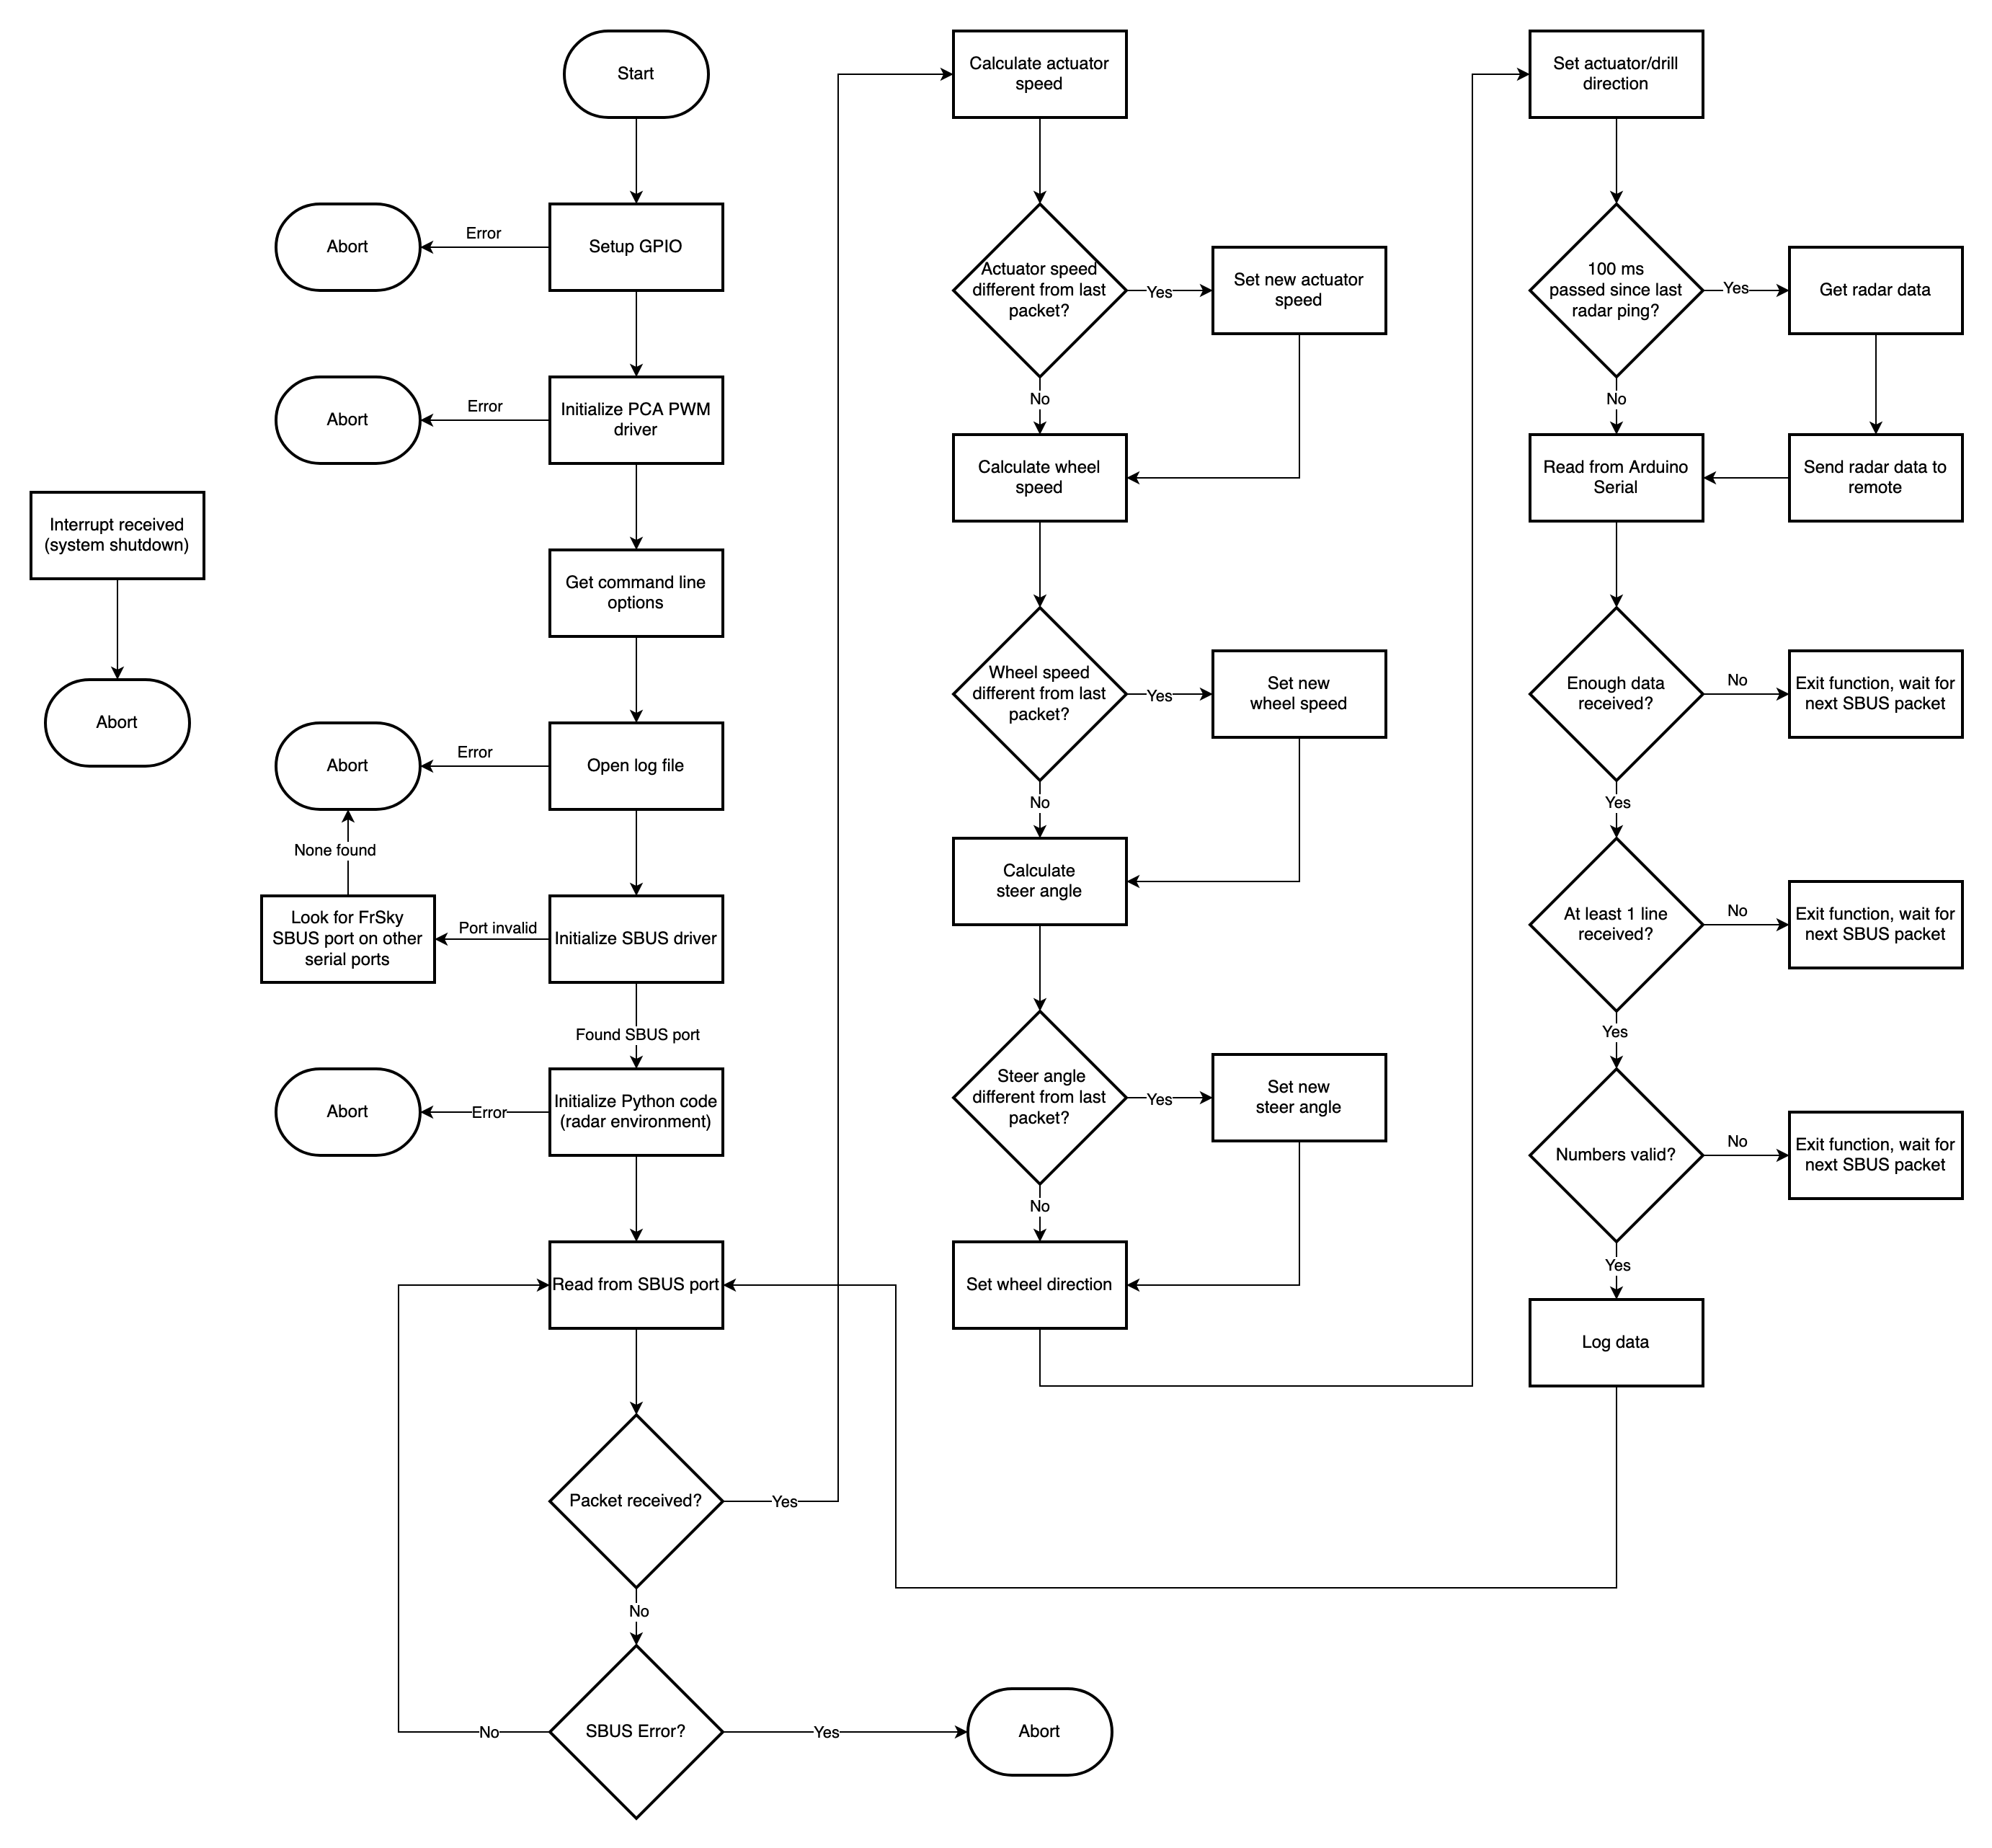 Start
Error
Abort
Setup GPIO
Error
Abort
Initialize PCA PWM
driver
Interrupt received
(system shutdown)
Abort
Get command line
options
Error
Abort
Open log file
None found
Look for FrSky
SBUS port on other
serial ports
Port invalid
Initialize SBUS driver
Found SBUS port
Abort
Error
Initialize Python code
(radar environment)
Read from SBUS port
Packet received?
Yes
No
SBUS Error?
No
Yes
Abort
Calculate actuator
speed
Actuator speed
different from last
packet?
Yes
Set new actuator
speed
No
Calculate wheel
speed
Wheel speed
different from last
packet?
Yes
Set new
wheel speed
No
Calculate
steer angle
Steer angle
different from last
packet?
Yes
Set new
steer angle
No
Set wheel direction
Set actuator/drill
direction
100 ms
passed since last
radar ping?
Yes
Get radar data
No
Read from Arduino
Serial
Send radar data to
remote
Enough data
received?
No
Exit function, wait for
next SBUS packet
Yes
At least 1 line
received?
No
Exit function, wait for
next SBUS packet
Yes
Numbers valid?
No
Exit function, wait for
next SBUS packet
Yes
Log data